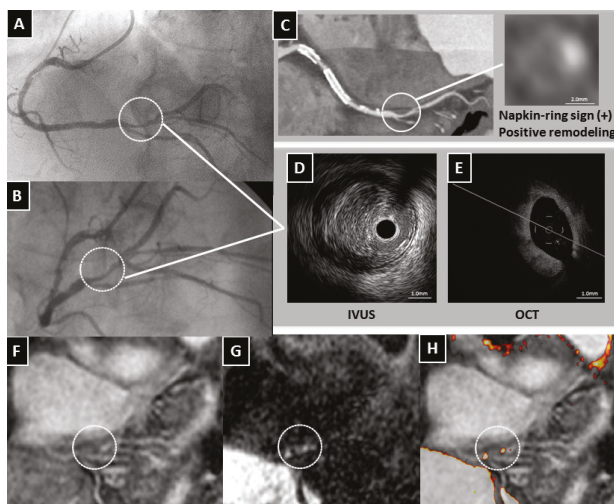 A
C
1.0mm
Napkin-ring sign (+)
Positive remodeling
B
D
E
1.0mm
1.0mm
IVUS
OCT
F
G
H